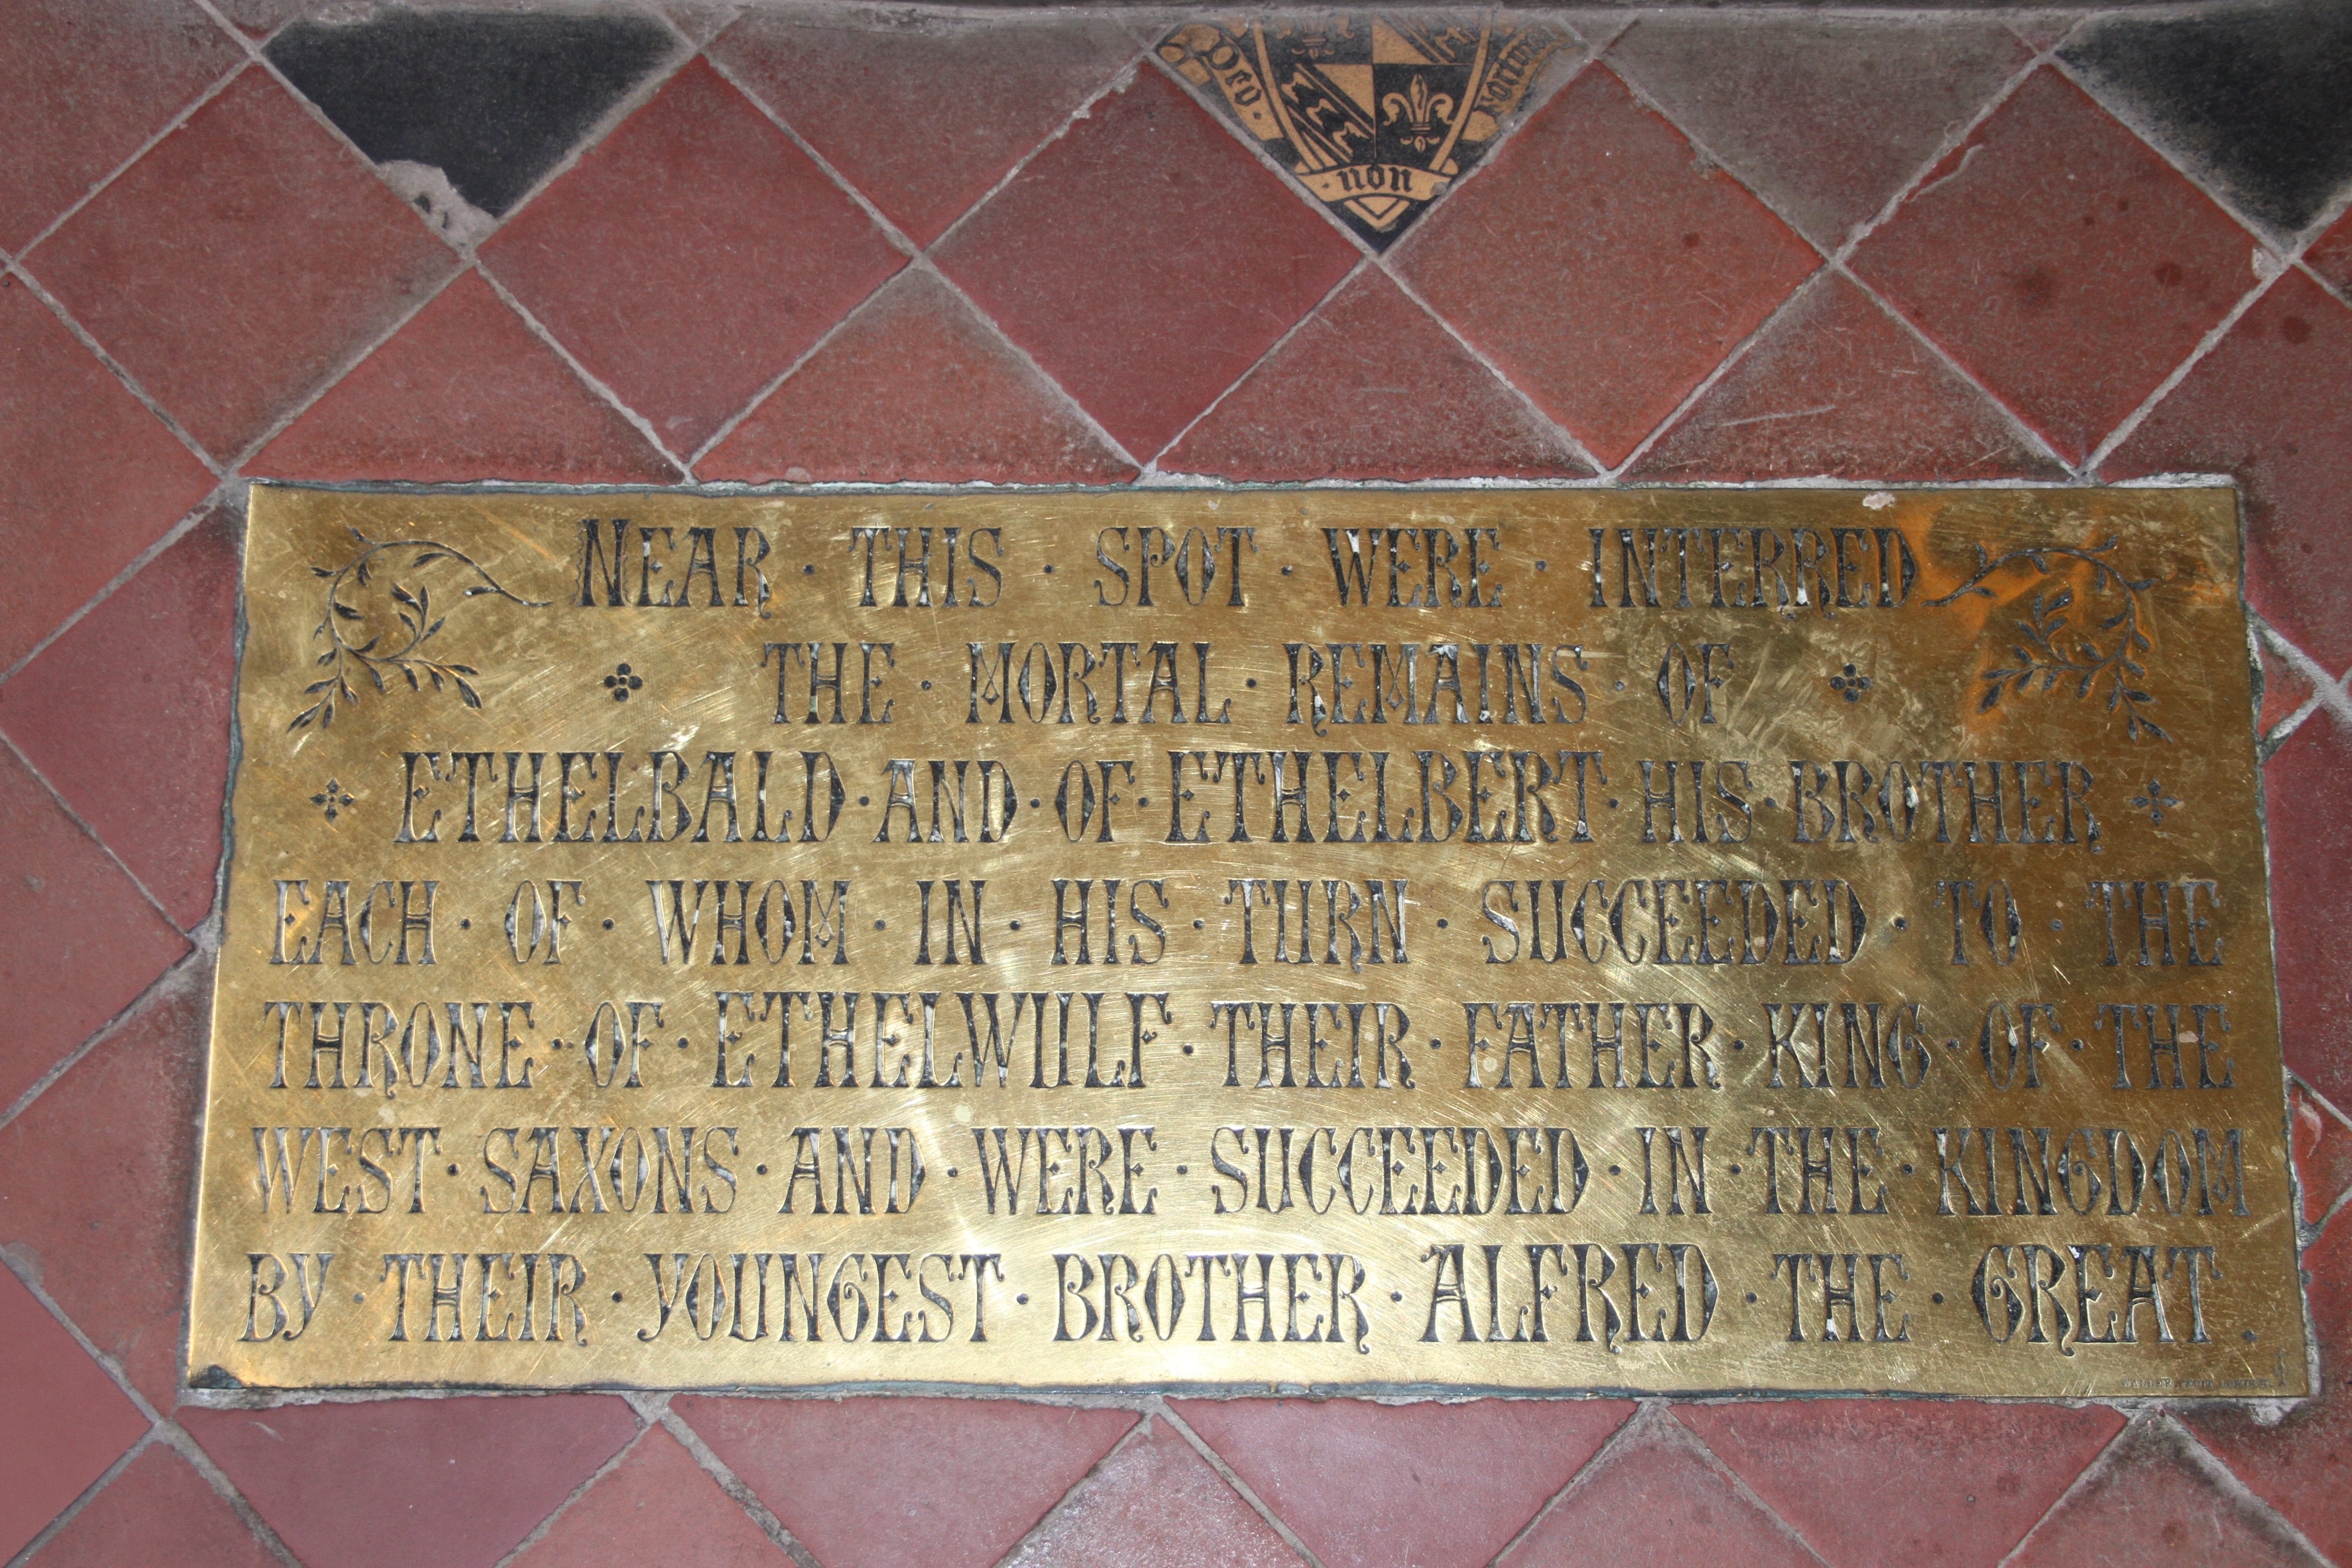 Pro
non
NEAR · THIS · SPOT · WERE · INTERRED
THE · MORTAL · REMAINS · OF
ETHELBALD · AND · OF · ETHELBERT · HIS · BROTHER
EACH · OF · WHOM · IN · HIS · TURN · SUCCEEDED · TO · THE
THRONE · OF · ETHELWULF · THEIR · FATHER · KING · OF · THE
WEST · SAXONS · AND · WERE · SUCCEEDED · IN · THE · KINGDOM
BY · THEIR · YOUNGEST · BROTHER · ALFRED · THE · GREAT.